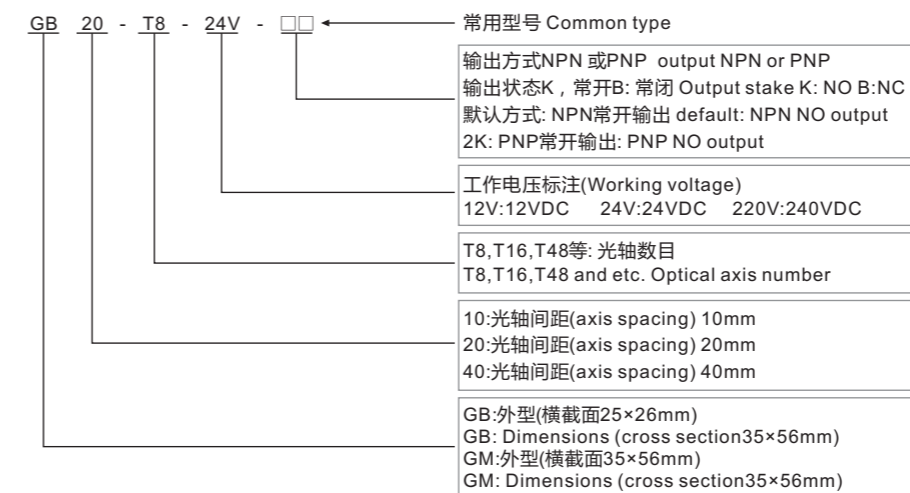 GB 20 - T8 - 24V - □□ 常用型号 Common type
输出方式NPN 或PNP output NPN or PNP
输出状态K，常开B: 常闭 Output stake K: NO B:NC
默认方式: NPN常开输出 default: NPN NO output
2K: PNP常开输出: PNP NO output
工作电压标注(Working voltage)
12V:12VDC 24V:24VDC 220V:240VDC
T8,T16,T48等: 光轴数目
T8,T16,T48 and etc. Optical axis number
10:光轴间距(axis spacing) 10mm
20:光轴间距(axis spacing) 20mm
40:光轴间距(axis spacing) 40mm
GB:外型(横截面25×26mm)
GB: Dimensions (cross section35×56mm)
GM:外型(横截面35×56mm)
GM: Dimensions (cross section35×56mm)